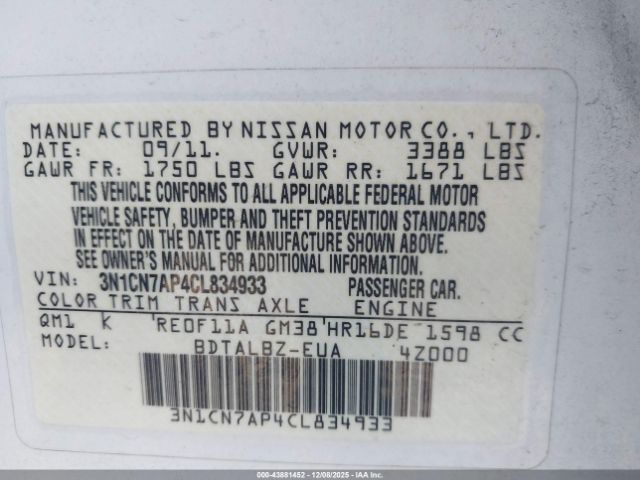 MANUFACTURED BY NISSAN MOTOR CO., LTD.
DATE: 09/11. GVWR: 3388 LBS
GAWR FR: 1750 LBS GAWR RR: 1671 LBS
THIS VEHICLE CONFORMS TO ALL APPLICABLE FEDERAL MOTOR
VEHICLE SAFETY, BUMPER AND THEFT PREVENTION STANDARDS
IN EFFECT ON THE DATE OF MANUFACTURE SHOWN ABOVE.
SEE OWNER'S MANUAL FOR ADDITIONAL INFORMATION.
VIN: 3N1CN7AP4CL834933 PASSENGER CAR.
COLOR TRIM TRANS AXLE ENGINE
QM1 K 'RE0F11A GM38'HR16DE 1598 CC
BDTALBZ-EUA 4Z000
3N1CN7AP4CL834933
000-43881452 | 12/08/2025 - IAAI.COM